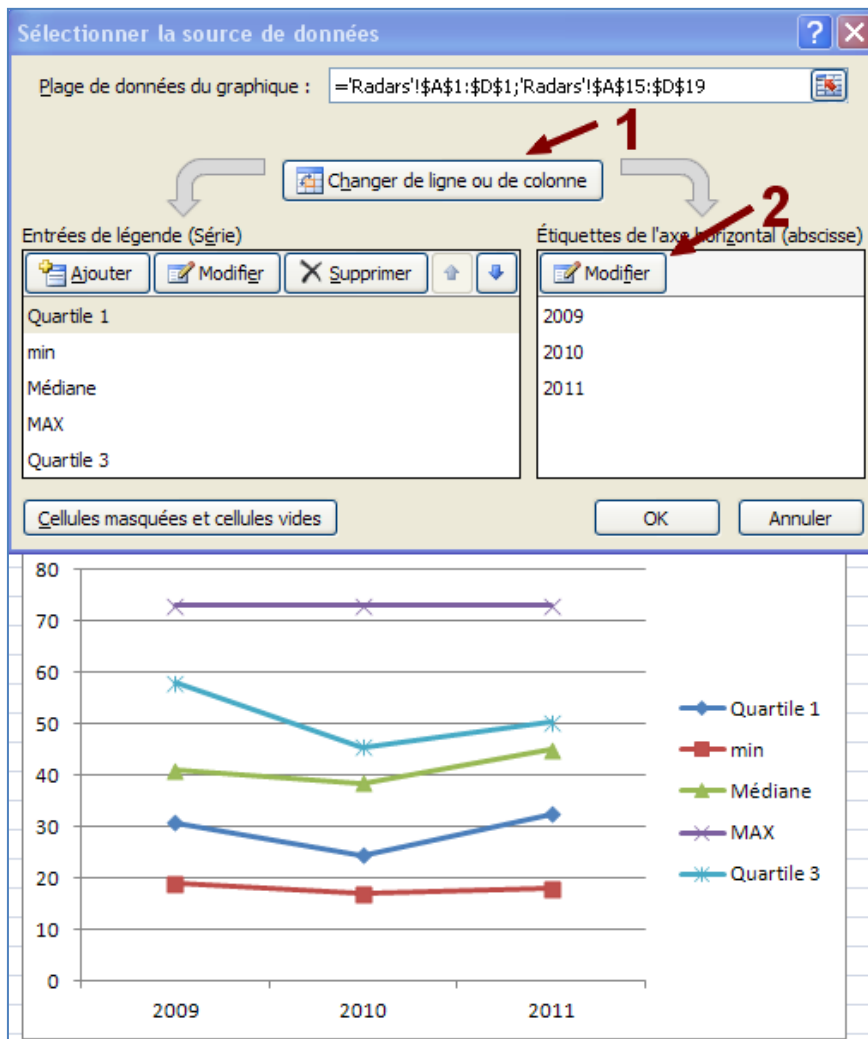 Sélectionner la source de données
Plage de données du graphique : ='Radars'!$A$1:$D$1;'Radars'!$A$15:$D$19
1
Changer de ligne ou de colonne
2
Entrées de légende (Série)
Étiquettes de l'axe horizontal (abscisse)
Ajouter Modifier Supprimer
Modifier
Quartile 1
min
Médiane
MAX
Quartile 3
2009
2010
2011
Cellules masquées et cellules vides
OK Annuler
80
70
60
50
40
30
20
10
0
2009 2010 2011
Quartile 1
min
Médiane
MAX
Quartile 3